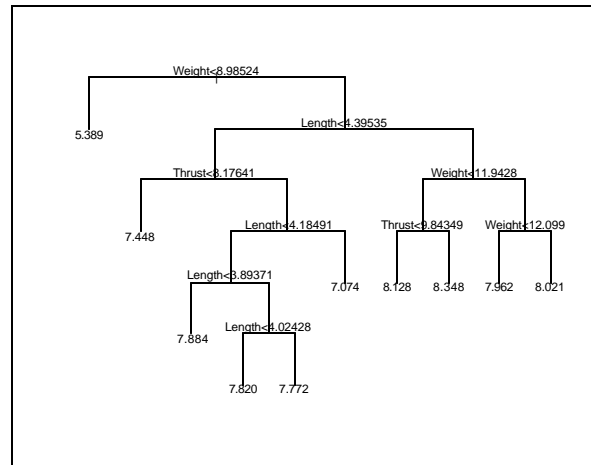 Weight<8.98524
5.389
Length<4.39535
Thrust<8.17641
Weight<11.9428
7.448
Length<4.18491
Thrust<9.84349
Weight<12.099
Length<3.89371
7.074
8.128
8.348
7.962
8.021
7.884
Length<4.02428
7.820
7.772